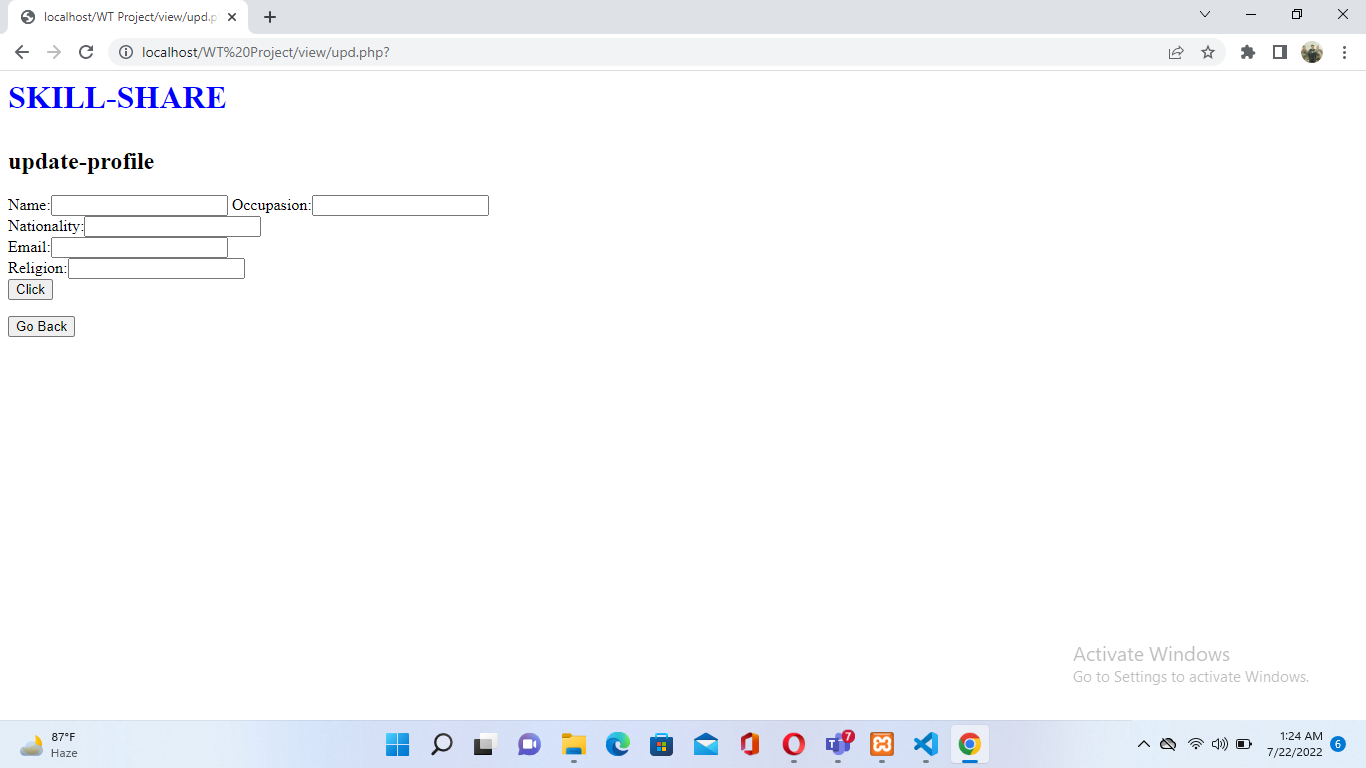 localhost/WT Project/view/upd.p
localhost/WT%20Project/view/upd.php?
SKILL-SHARE
update-profile
Name: Occupasion:
Nationality:
Email:
Religion:
Click
Go Back
Activate Windows
Go to Settings to activate Windows.
87°F
Haze
7
1:24 AM
7/22/2022
6